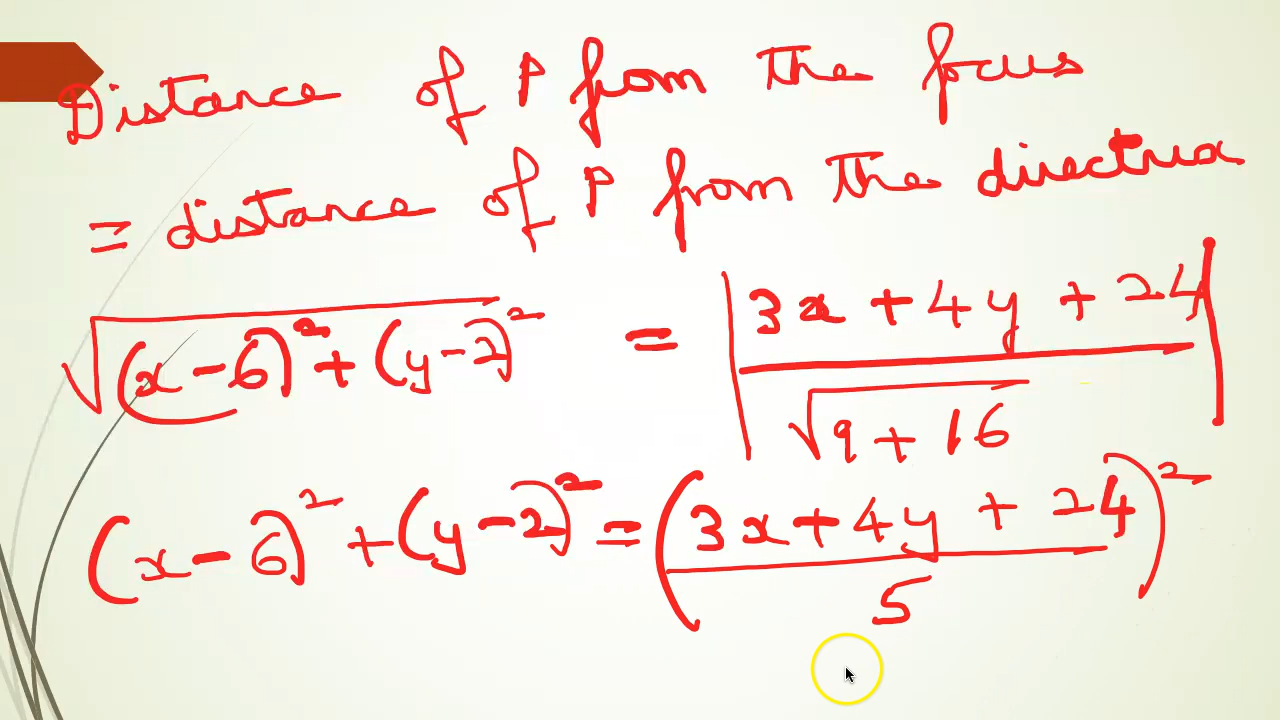 Distance of P from the focus
= distance of P from the directrix
√(x-6)² + (y-2)² = |3x + 4y + 24 / √9 + 16|
(x-6)² + (y-2)² = (3x + 4y + 24 / 5)²